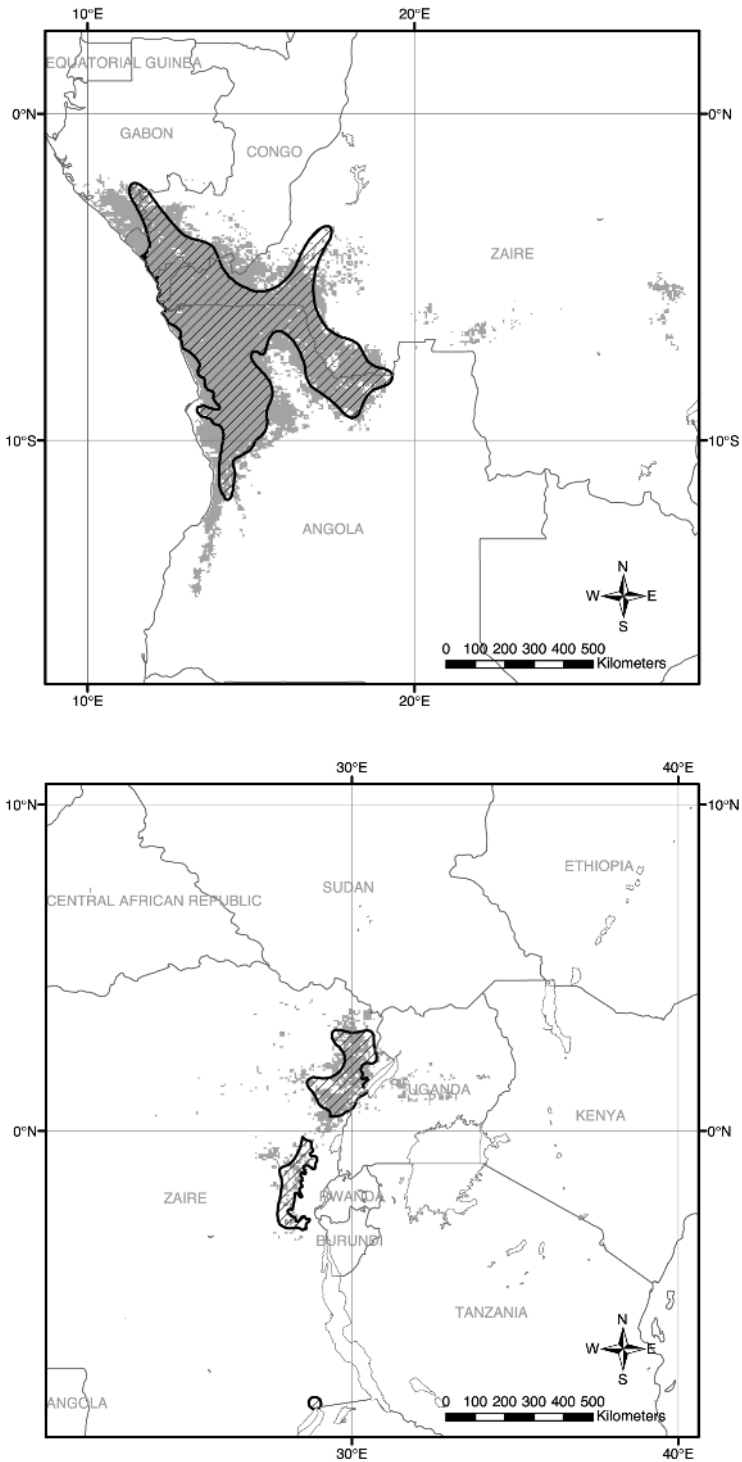 10°E 20°E
EQUATORIAL GUINEA
0°N 0°N
GABON
CONGO
ZAIRE
10°S 10°S
ANGOLA
N
W E
S
0 100 200 300 400 500
Kilometers
10°E 20°E
30°E 40°E
10°N 10°N
ETHIOPIA
SUDAN
CENTRAL AFRICAN REPUBLIC
UGANDA
KENYA
0°N 0°N
ZAIRE
RWANDA
BURUNDI
TANZANIA
N
W E
S
ANGOLA
0 100 200 300 400 500
Kilometers
30°E 40°E